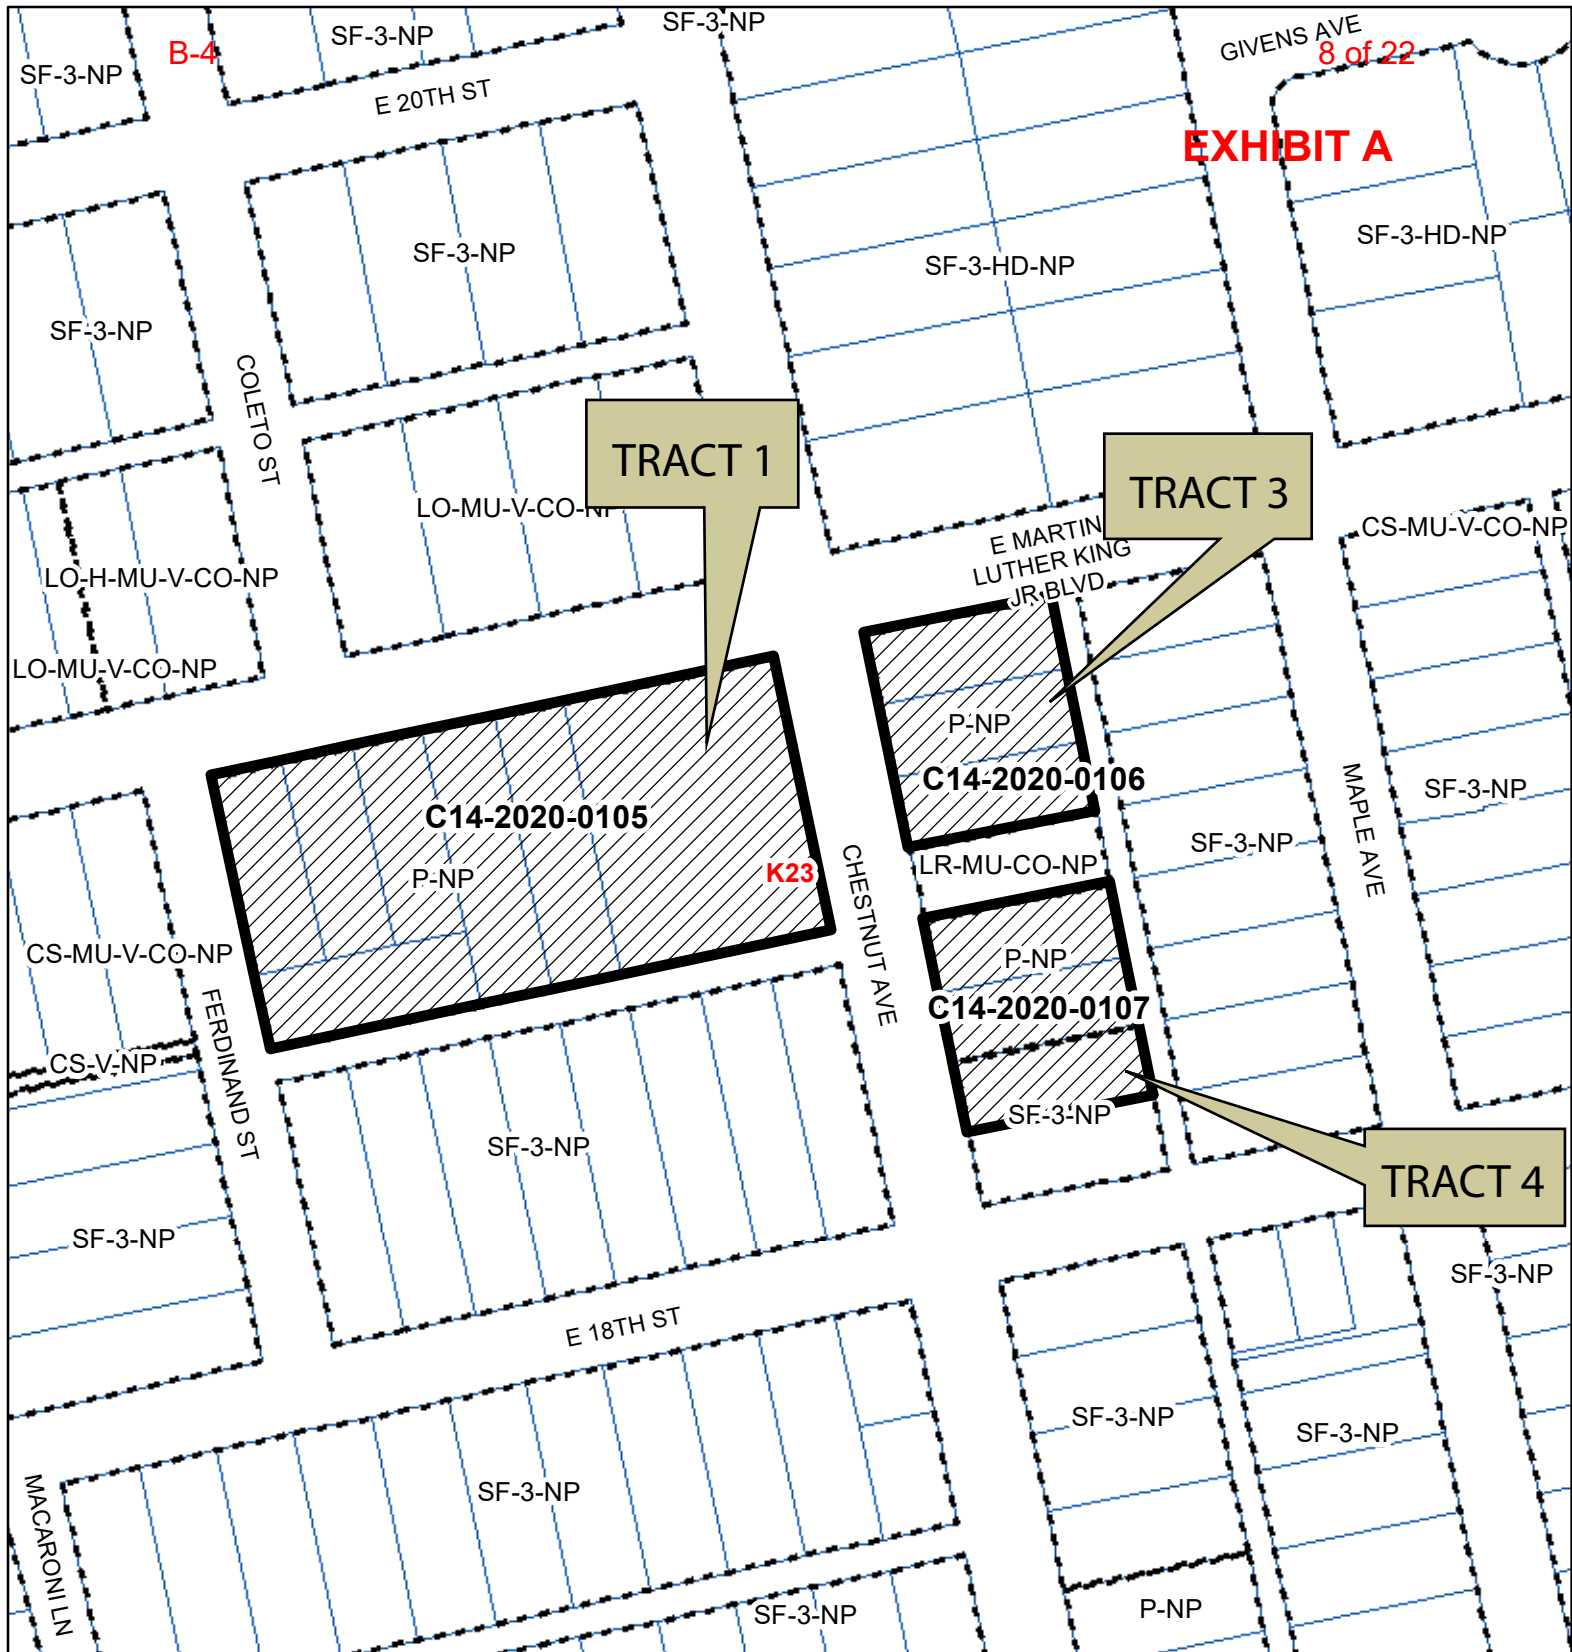 SF-3-NP
SF-3-NP
SF-3-NP
B-4
GIVENS AVE
8 of 22
E 20TH ST
EXHIBIT A
SF-3-NP
SF-3-HD-NP
SF-3-HD-NP
SF-3-NP
COLETO ST
TRACT 1
TRACT 3
LO-MU-V-CO-NP
E MARTIN
LUTHER KING
JR BLVD
CS-MU-V-CO-NP
LO-H-MU-V-CO-NP
LO-MU-V-CO-NP
P-NP
C14-2020-0106
C14-2020-0105
P-NP
K23
CHESTNUT AVE
LR-MU-CO-NP
SF-3-NP
MAPLE AVE
SF-3-NP
CS-MU-V-CO-NP
P-NP
C14-2020-0107
FERDINAND ST
CS-V-NP
SF-3-NP
SF-3-NP
TRACT 4
SF-3-NP
SF-3-NP
E 18TH ST
SF-3-NP
SF-3-NP
SF-3-NP
MACARONI LN
SF-3-NP
P-NP